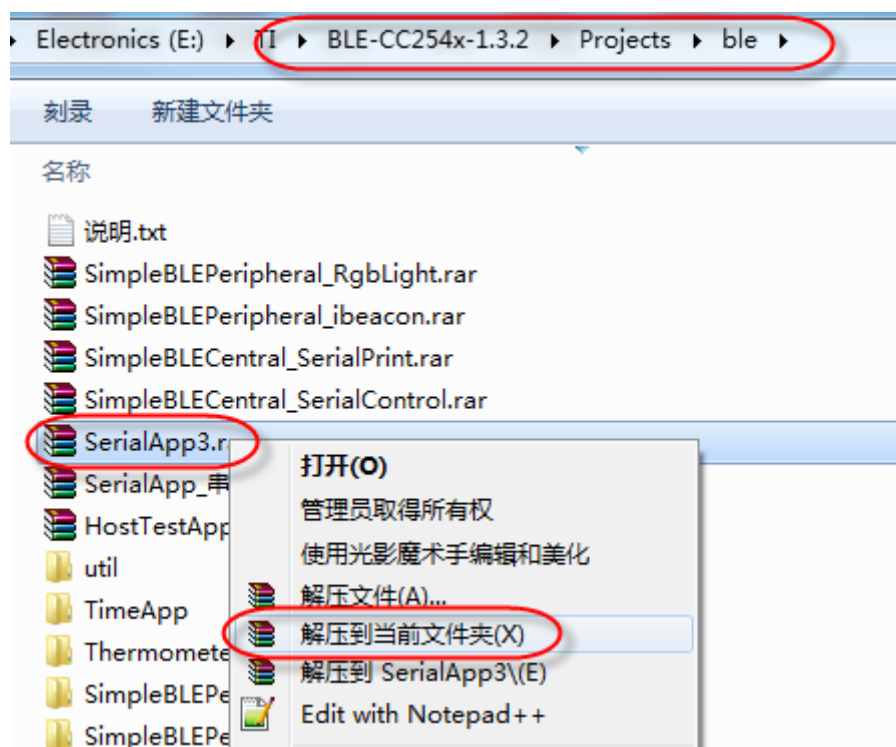 Electronics (E:) ▸ TI ▸ BLE-CC254x-1.3.2 ▸ Projects ▸ ble ▸
刻录 新建文件夹
名称
说明.txt
SimpleBLEPeripheral_RgbLight.rar
SimpleBLEPeripheral_ibeacon.rar
SimpleBLECentral_SerialPrint.rar
SimpleBLECentral_SerialControl.rar
SerialApp3.r
打开(O)
SerialApp_串
管理员取得所有权
HostTestApp
使用光影魔术手编辑和美化
util
解压文件(A)...
TimeApp
解压到当前文件夹(X)
Thermomete
解压到 SerialApp3\(E)
SimpleBLEPe
Edit with Notepad++
SimpleBLEPe